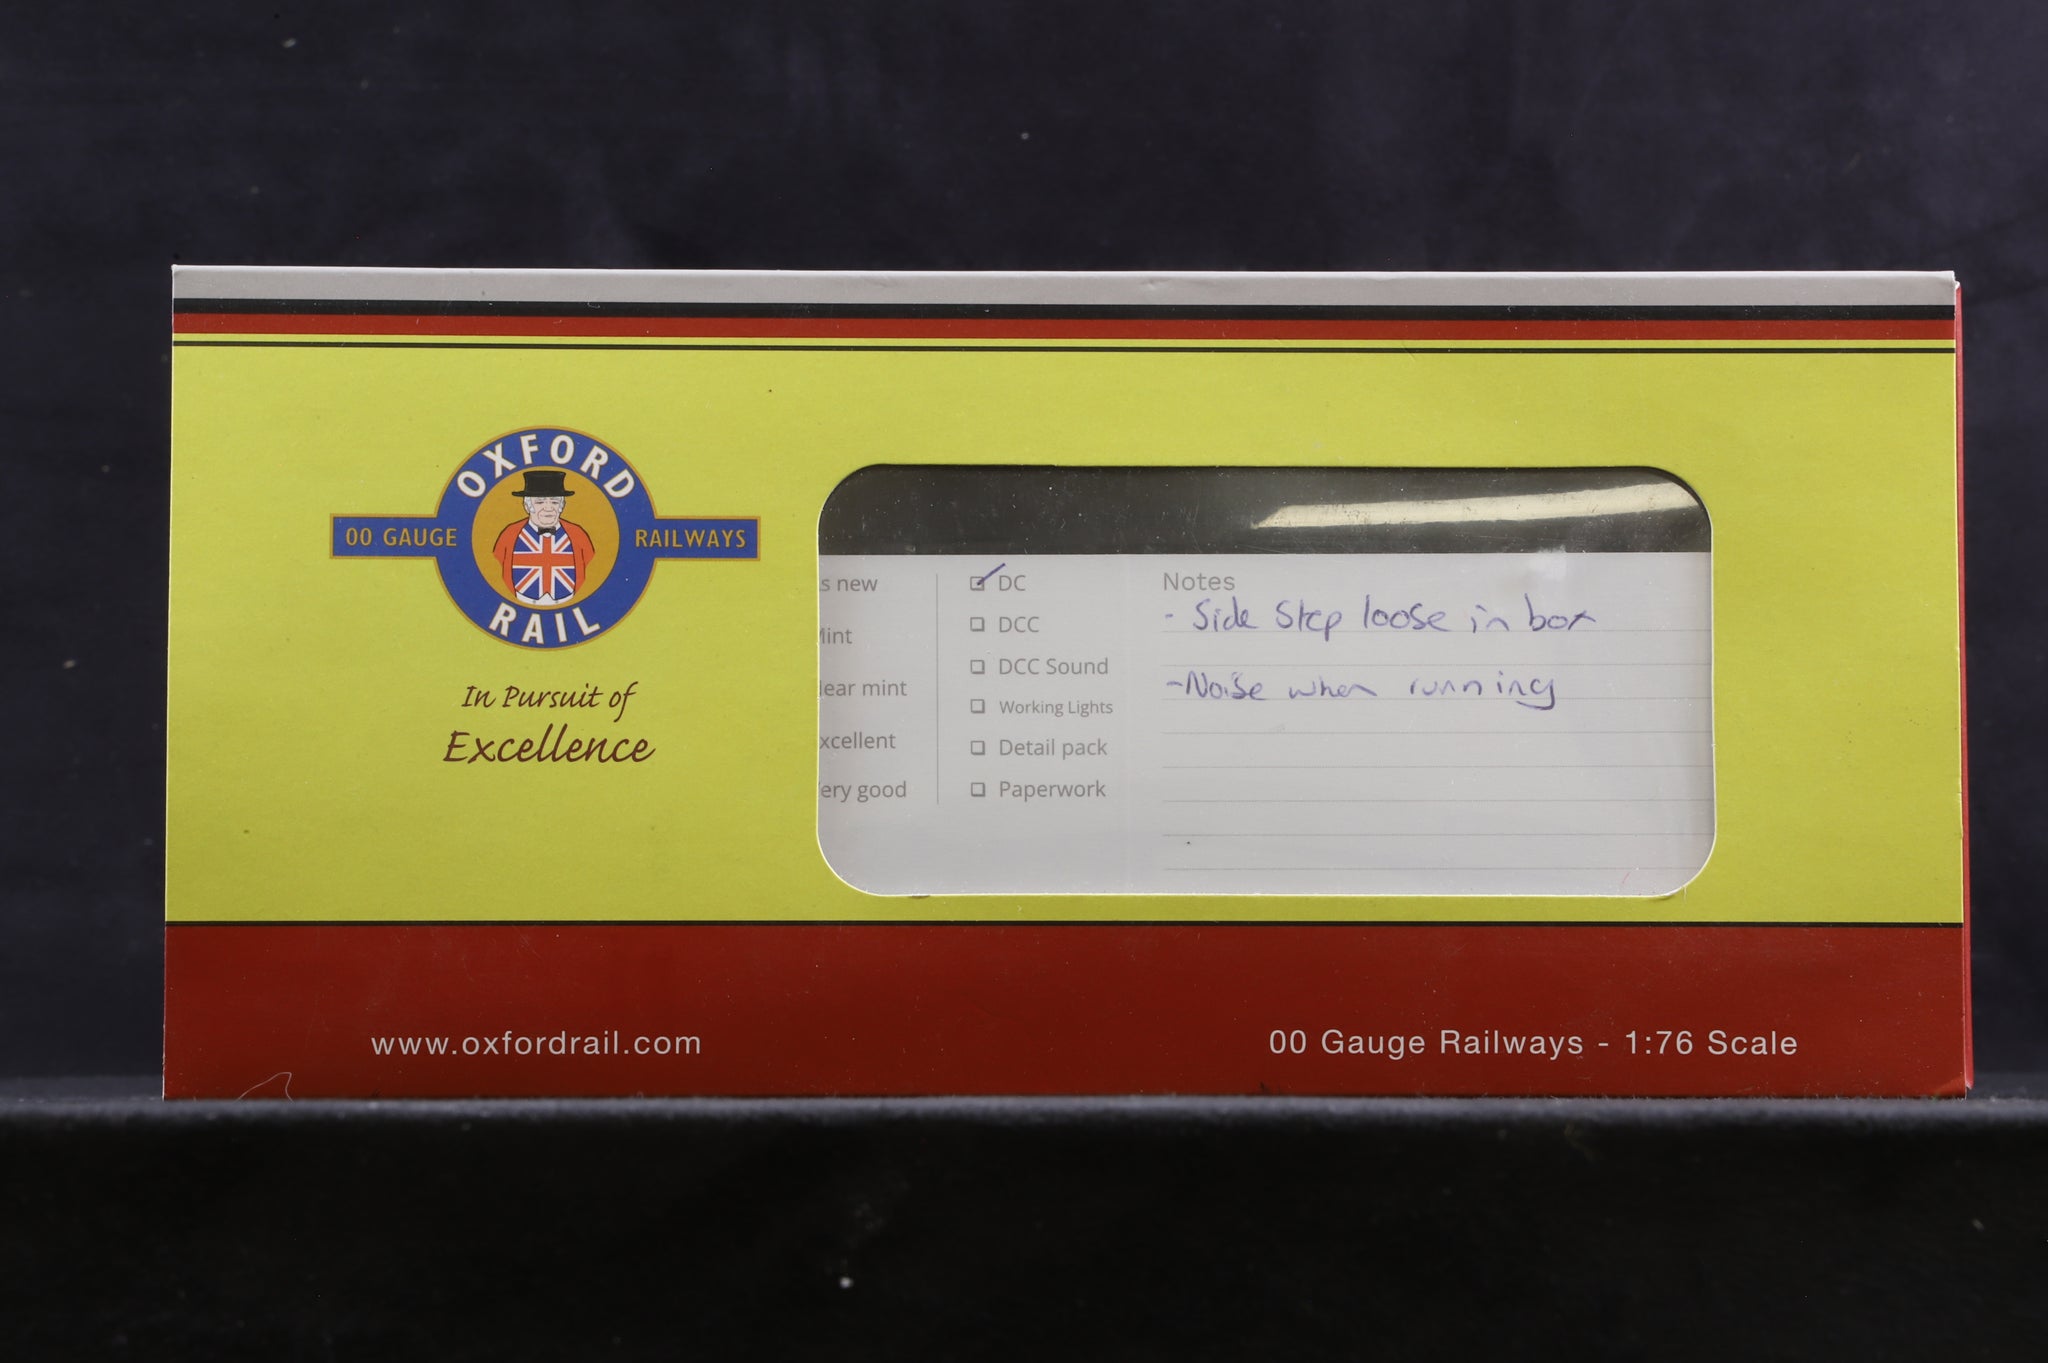 OXFORD
00 GAUGE RAILWAYS
RAIL
In Pursuit of
Excellence
s new
Mint
lear mint
xcellent
ery good
DC
DCC
DCC Sound
Working Lights
Detail pack
Paperwork
Notes
- Side Step loose in box
- Noise when running
www.oxfordrail.com
00 Gauge Railways - 1:76 Scale